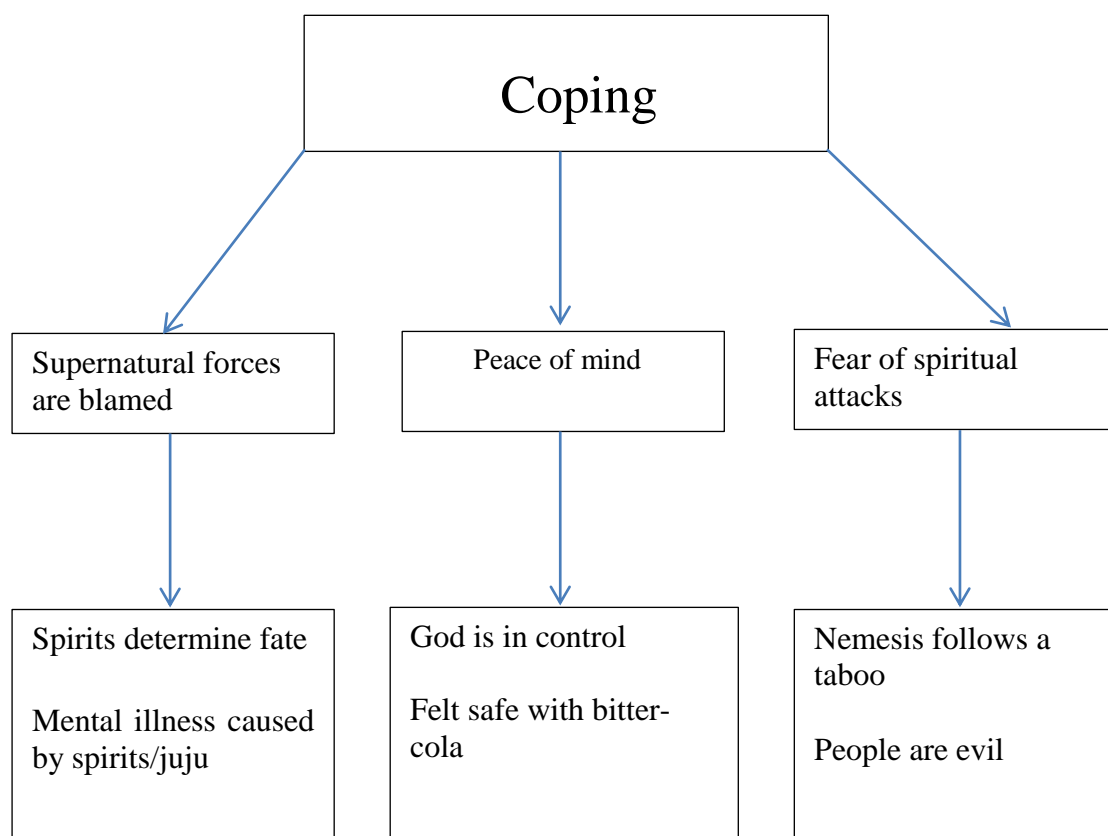 Coping
Supernatural forces
are blamed
Peace of mind
Fear of spiritual
attacks
Spirits determine fate
Mental illness caused
by spirits/juju
God is in control
Felt safe with bitter-
cola
Nemesis follows a
taboo
People are evil